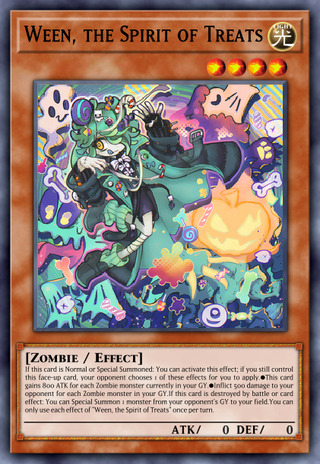 Ween, the Spirit of Treats
LIGHT
光
[Zombie / Effect]
If this card is Normal or Special Summoned: You can activate this effect; if you still control
this face-up card, your opponent chooses 1 of these effects for you to apply.●This card
gains 800 ATK for each Zombie monster currently in your GY.●Inflict 500 damage to your
opponent for each Zombie monster in your GY.If this card is destroyed by battle or card
effect: You can Special Summon 1 monster from your opponent's GY to your field.You can
only use each effect of "Ween, the Spirit of Treats" once per turn.
ATK/ 0 DEF/ 0